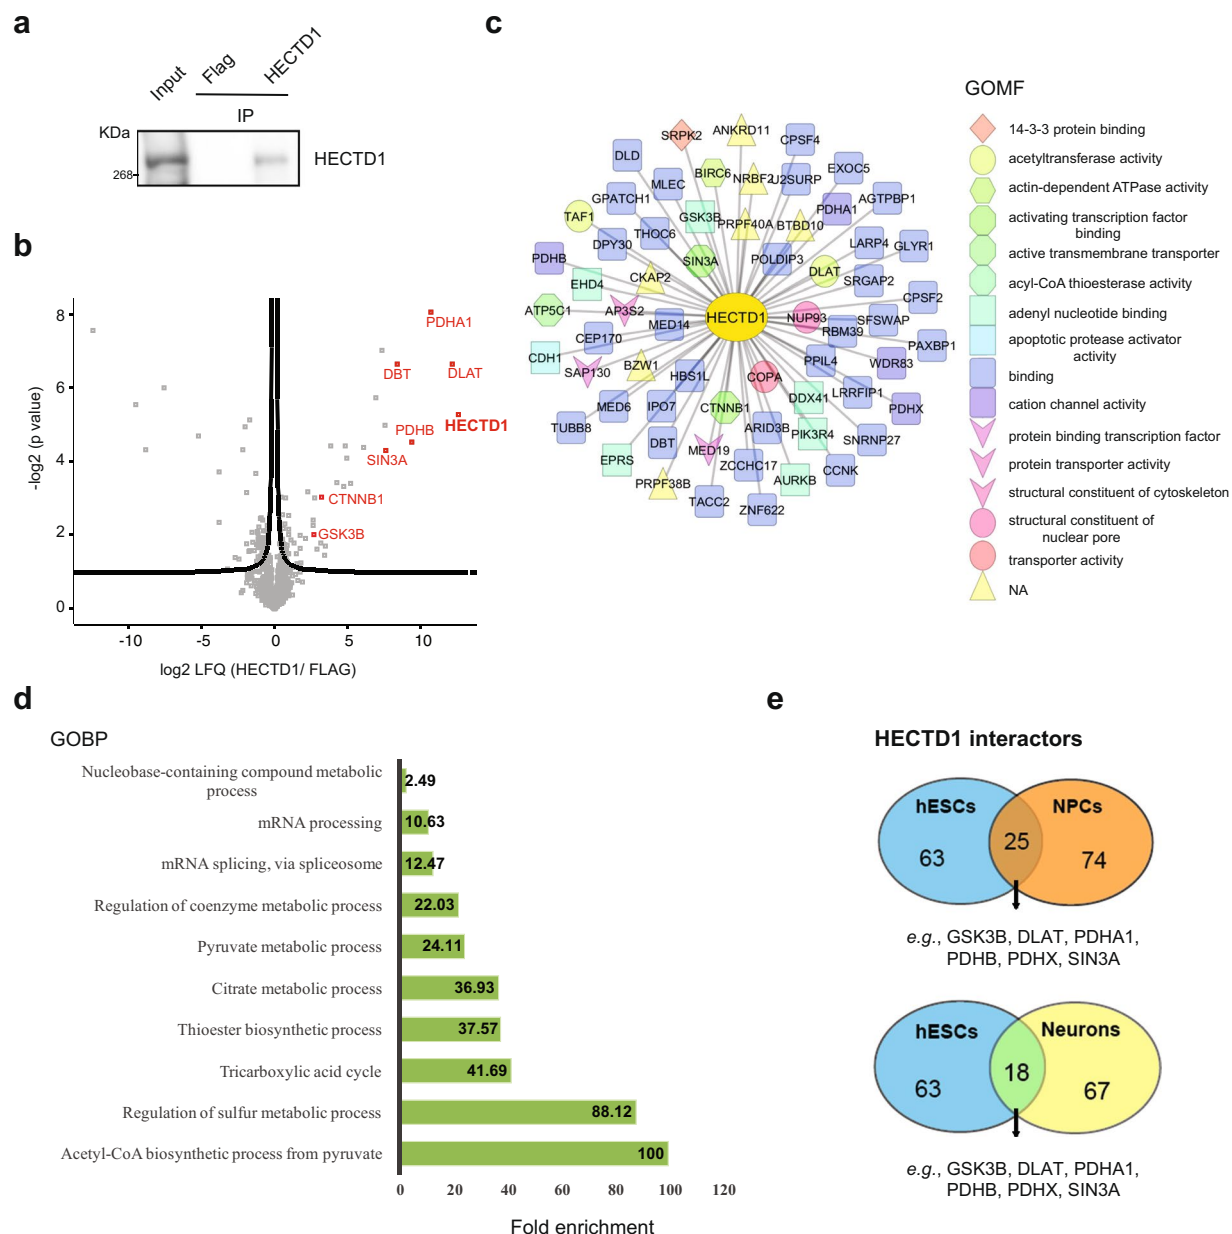 a
Input
Flag
HECTD1
IP
KDa
268
HECTD1
b
-log2 (p value)
8
6
4
2
0
-10
-5
0
5
10
log2 LFQ (HECTD1/ FLAG)
PDHA1
DBT
DLAT
HECTD1
PDHB
SIN3A
CTNNB1
GSK3B
c
SRPK2
ANKRD11
CPSF4
DLD
BIRC6
NRBF2
U2SURP
EXOC5
MLEC
GPATCH1
GSK3B
PDHA1
AGTPBP1
TAF1
THOC6
PRPF40A
BTBD10
DPY30
LARP4
GLYR1
PDHB
SIN3A
POLDIP3
CKAP2
DLAT
EHD4
SRGAP2
CPSF2
ATP5C1
AP3S2
HECTD1
NUP93
SFSWAP
MED14
RBM39
CEP170
PAXBP1
CDH1
SAP130
BZW1
HBS1L
COPA
PPIL4
WDR83
DDX41
LRRFIP1
MED6
IPO7
CTNNB1
PDHX
TUBB8
DBT
ARID3B
PIK3R4
SNRNP27
EPRS
MED19
ZCCHC17
CCNK
PRPF38B
AURKB
TACC2
ZNF622
GOMF
14-3-3 protein binding
acetyltransferase activity
actin-dependent ATPase activity
activating transcription factor
binding
active transmembrane transporter
acyl-CoA thioesterase activity
adenyl nucleotide binding
apoptotic protease activator
activity
binding
cation channel activity
protein binding transcription factor
protein transporter activity
structural constituent of cytoskeleton
structural constituent of
nuclear pore
transporter activity
NA
d
GOBP
Nucleobase-containing compound metabolic
process
2.49
mRNA processing
10.63
mRNA splicing, via spliceosome
12.47
Regulation of coenzyme metabolic process
22.03
Pyruvate metabolic process
24.11
Citrate metabolic process
36.93
Thioester biosynthetic process
37.57
Tricarboxylic acid cycle
41.69
Regulation of sulfur metabolic process
88.12
Acetyl-CoA biosynthetic process from pyruvate
100
0
20
40
60
80
100
120
Fold enrichment
e
HECTD1 interactors
hESCs
NPCs
63
25
74
e.g., GSK3B, DLAT, PDHA1,
PDHB, PDHX, SIN3A
hESCs
Neurons
63
18
67
e.g., GSK3B, DLAT, PDHA1,
PDHB, PDHX, SIN3A